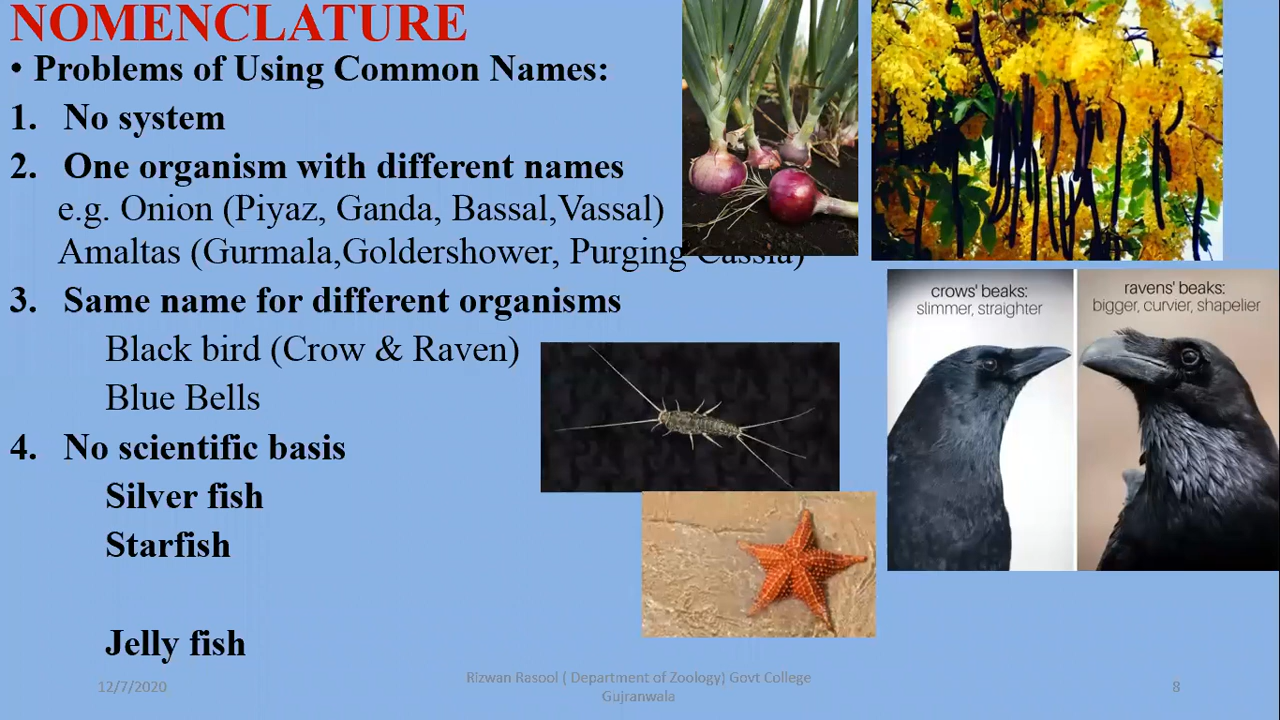 NOMENCLATURE
• Problems of Using Common Names:
1. No system
2. One organism with different names
e.g. Onion (Piyaz, Ganda, Bassal,Vassal)
Amaltas (Gurmala,Goldershower, Purging Cassia)
3. Same name for different organisms
Black bird (Crow & Raven)
Blue Bells
4. No scientific basis
Silver fish
Starfish
Jelly fish
crows' beaks:
slimmer, straighter
ravens' beaks:
bigger, curvier, shapelier
12/7/2020
Rizwan Rasool ( Department of Zoology) Govt College
Gujranwala
8